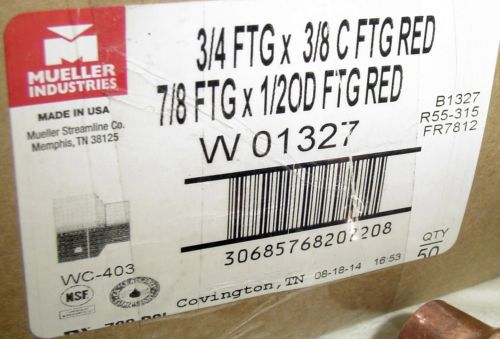 3/4 FTG x 3/8 C FTG RED
7/8 FTG x 1/2OD FTG RED
MUELLER
INDUSTRIES
MADE IN USA
Mueller Streamline Co.
Memphis, TN 38125
W 01327
B1327
R55-315
FR7812
30685768202208
WC-403
NSF
Covington, TN 08-18-14 16:53
QTY
50